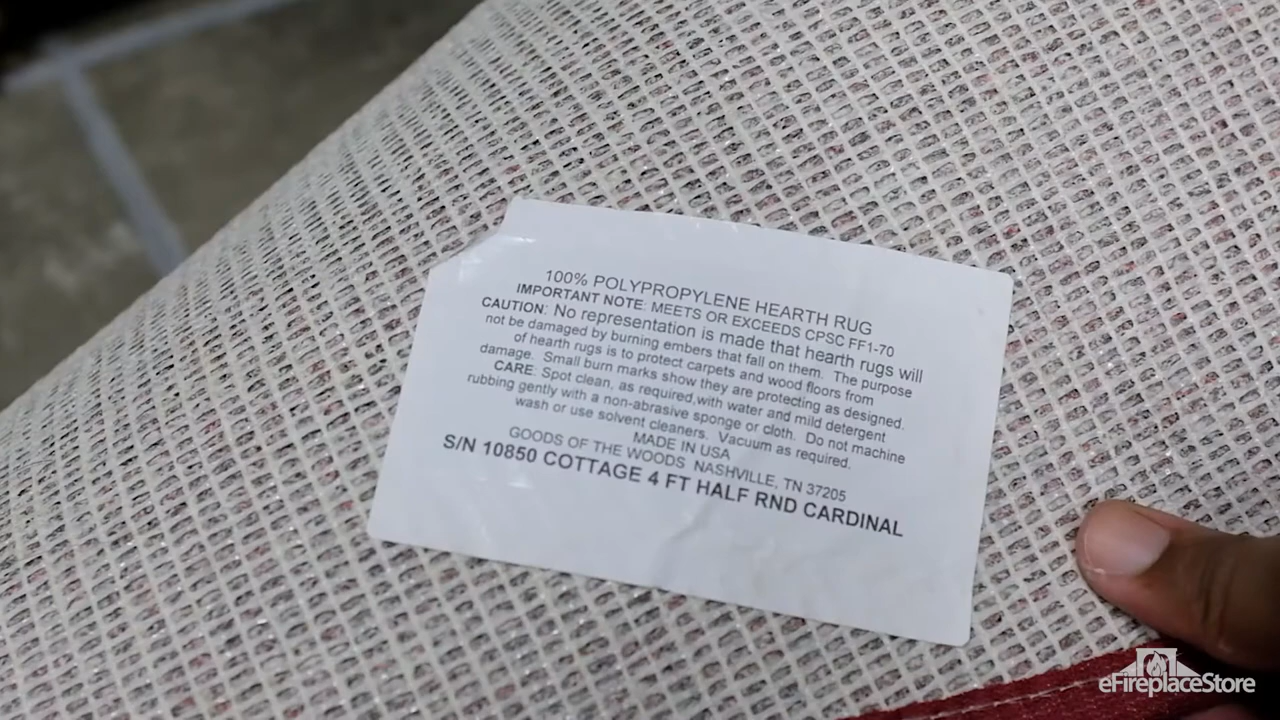 100% POLYPROPYLENE HEARTH RUG
IMPORTANT NOTE: MEETS OR EXCEEDS CPSC FF1-70
CAUTION: No representation is made that hearth rugs will
not be damaged by burning embers that fall on them. The purpose
of hearth rugs is to protect carpets and wood floors from
damage. Small burn marks show they are protecting as designed.
CARE: Spot clean, as required,with water and mild detergent
rubbing gently with a non-abrasive sponge or cloth. Do not machine
wash or use solvent cleaners. Vacuum as required.
MADE IN USA
GOODS OF THE WOODS NASHVILLE, TN 37205
S/N 10850 COTTAGE 4 FT HALF RND CARDINAL
eFireplaceStore